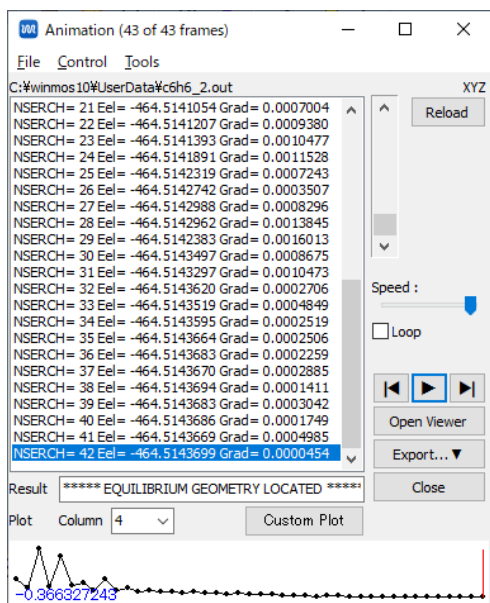 Animation (43 of 43 frames)
File Control Tools
C:¥winmos10¥UserData¥c6h6_2.out XYZ
NSERCH= 21 Eel= -464.5141054 Grad= 0.0007004
NSERCH= 22 Eel= -464.5141207 Grad= 0.0009380
NSERCH= 23 Eel= -464.5141393 Grad= 0.0010477
NSERCH= 24 Eel= -464.5141891 Grad= 0.0011528
NSERCH= 25 Eel= -464.5142319 Grad= 0.0007243
NSERCH= 26 Eel= -464.5142742 Grad= 0.0003507
NSERCH= 27 Eel= -464.5142988 Grad= 0.0008296
NSERCH= 28 Eel= -464.5142962 Grad= 0.0013845
NSERCH= 29 Eel= -464.5142383 Grad= 0.0016013
NSERCH= 30 Eel= -464.5143497 Grad= 0.0008675
NSERCH= 31 Eel= -464.5143297 Grad= 0.0010473
NSERCH= 32 Eel= -464.5143620 Grad= 0.0002706
NSERCH= 33 Eel= -464.5143519 Grad= 0.0004849
NSERCH= 34 Eel= -464.5143595 Grad= 0.0002519
NSERCH= 35 Eel= -464.5143664 Grad= 0.0002506
NSERCH= 36 Eel= -464.5143683 Grad= 0.0002259
NSERCH= 37 Eel= -464.5143670 Grad= 0.0002885
NSERCH= 38 Eel= -464.5143694 Grad= 0.0001411
NSERCH= 39 Eel= -464.5143683 Grad= 0.0003042
NSERCH= 40 Eel= -464.5143686 Grad= 0.0001749
NSERCH= 41 Eel= -464.5143669 Grad= 0.0004985
NSERCH= 42 Eel= -464.5143699 Grad= 0.0000454
Reload
Speed :
Loop
Open Viewer
Export...▼
Close
Result ***** EQUILIBRIUM GEOMETRY LOCATED ****
Plot Column 4 Custom Plot
-0.366327243